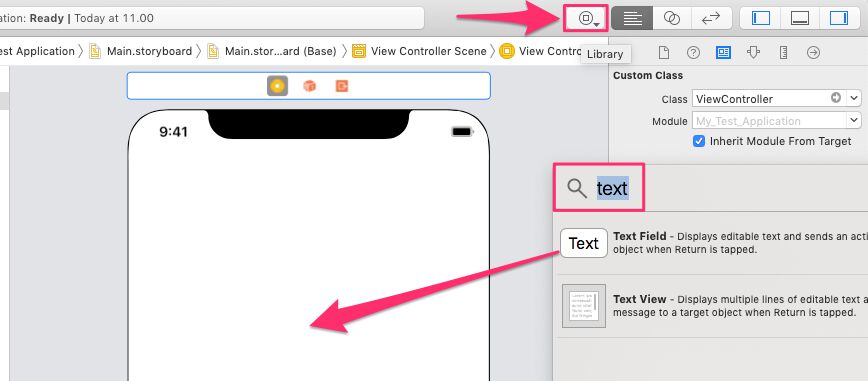 ation: Ready | Today at 11.00
Library
est Application
Main.storyboard
Main.stor...ard (Base)
View Controller Scene
View Contro
Custom Class
Class
ViewController
Module
My_Test_Application
Inherit Module From Target
9:41
text
Text
Text Field - Displays editable text and sends an acti
object when Return is tapped.
Text View - Displays multiple lines of editable text a
message to a target object when Return is tapped.